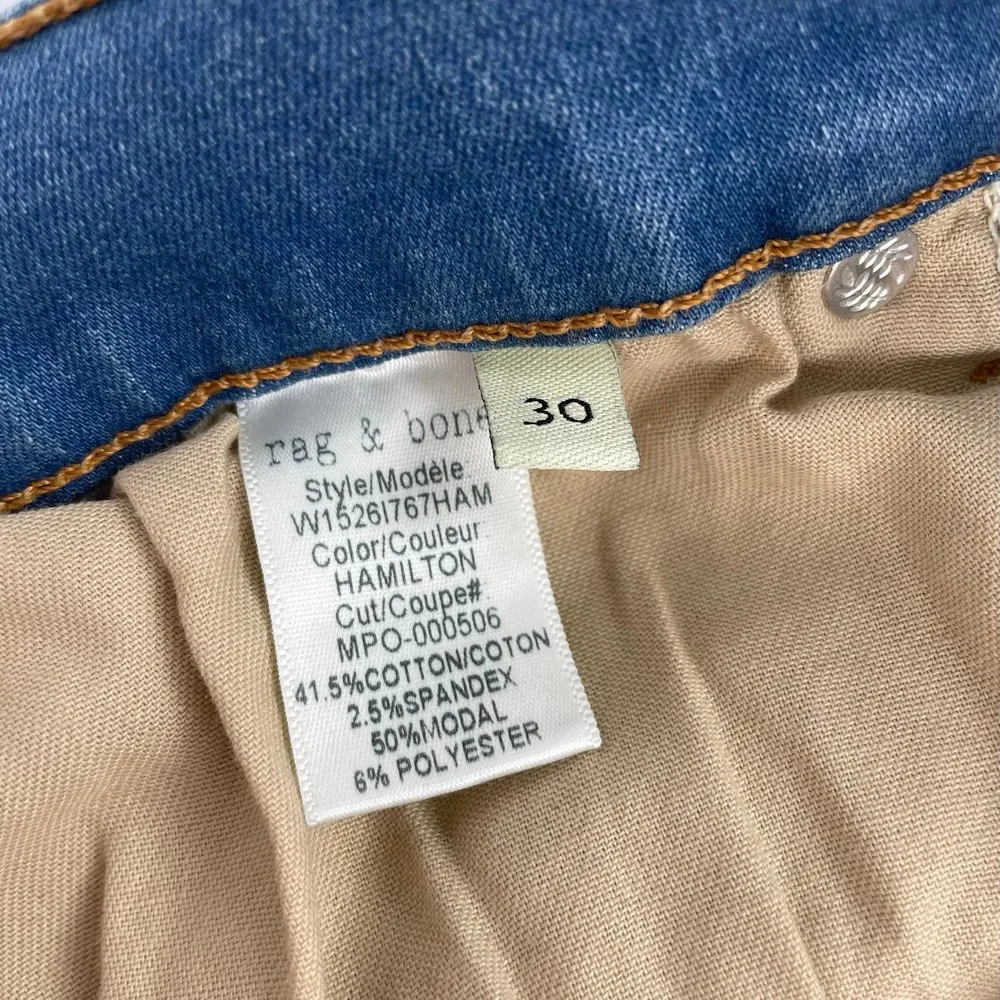 rag & bone
30
Style/Modèle
W1526I767HAM
Color/Couleur
HAMILTON
Cut/Coupe#
MPO-000506
41.5%COTTON/COTON
2.5%SPANDEX
50%MODAL
6% POLYESTER